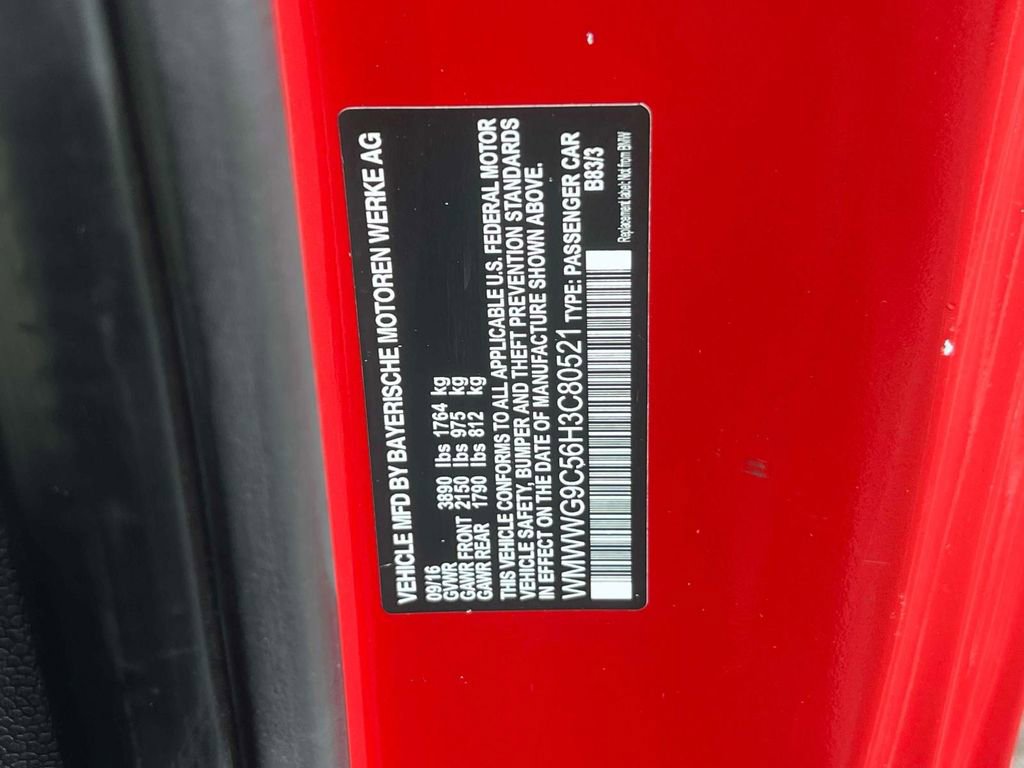 VEHICLE MFD BY BAYERISCHE MOTOREN WERKE AG
09/16
GVWR 3890 lbs 1764 kg
GAWR FRONT 2150 lbs 975 kg
GAWR REAR 1790 lbs 812 kg
THIS VEHICLE CONFORMS TO ALL APPLICABLE U.S. FEDERAL MOTOR
VEHICLE SAFETY, BUMPER AND THEFT PREVENTION STANDARDS
IN EFFECT ON THE DATE OF MANUFACTURE SHOWN ABOVE.
WMWWG9C56H3C80521 TYPE: PASSENGER CAR
B83/3
Replacement label: Not from BMW